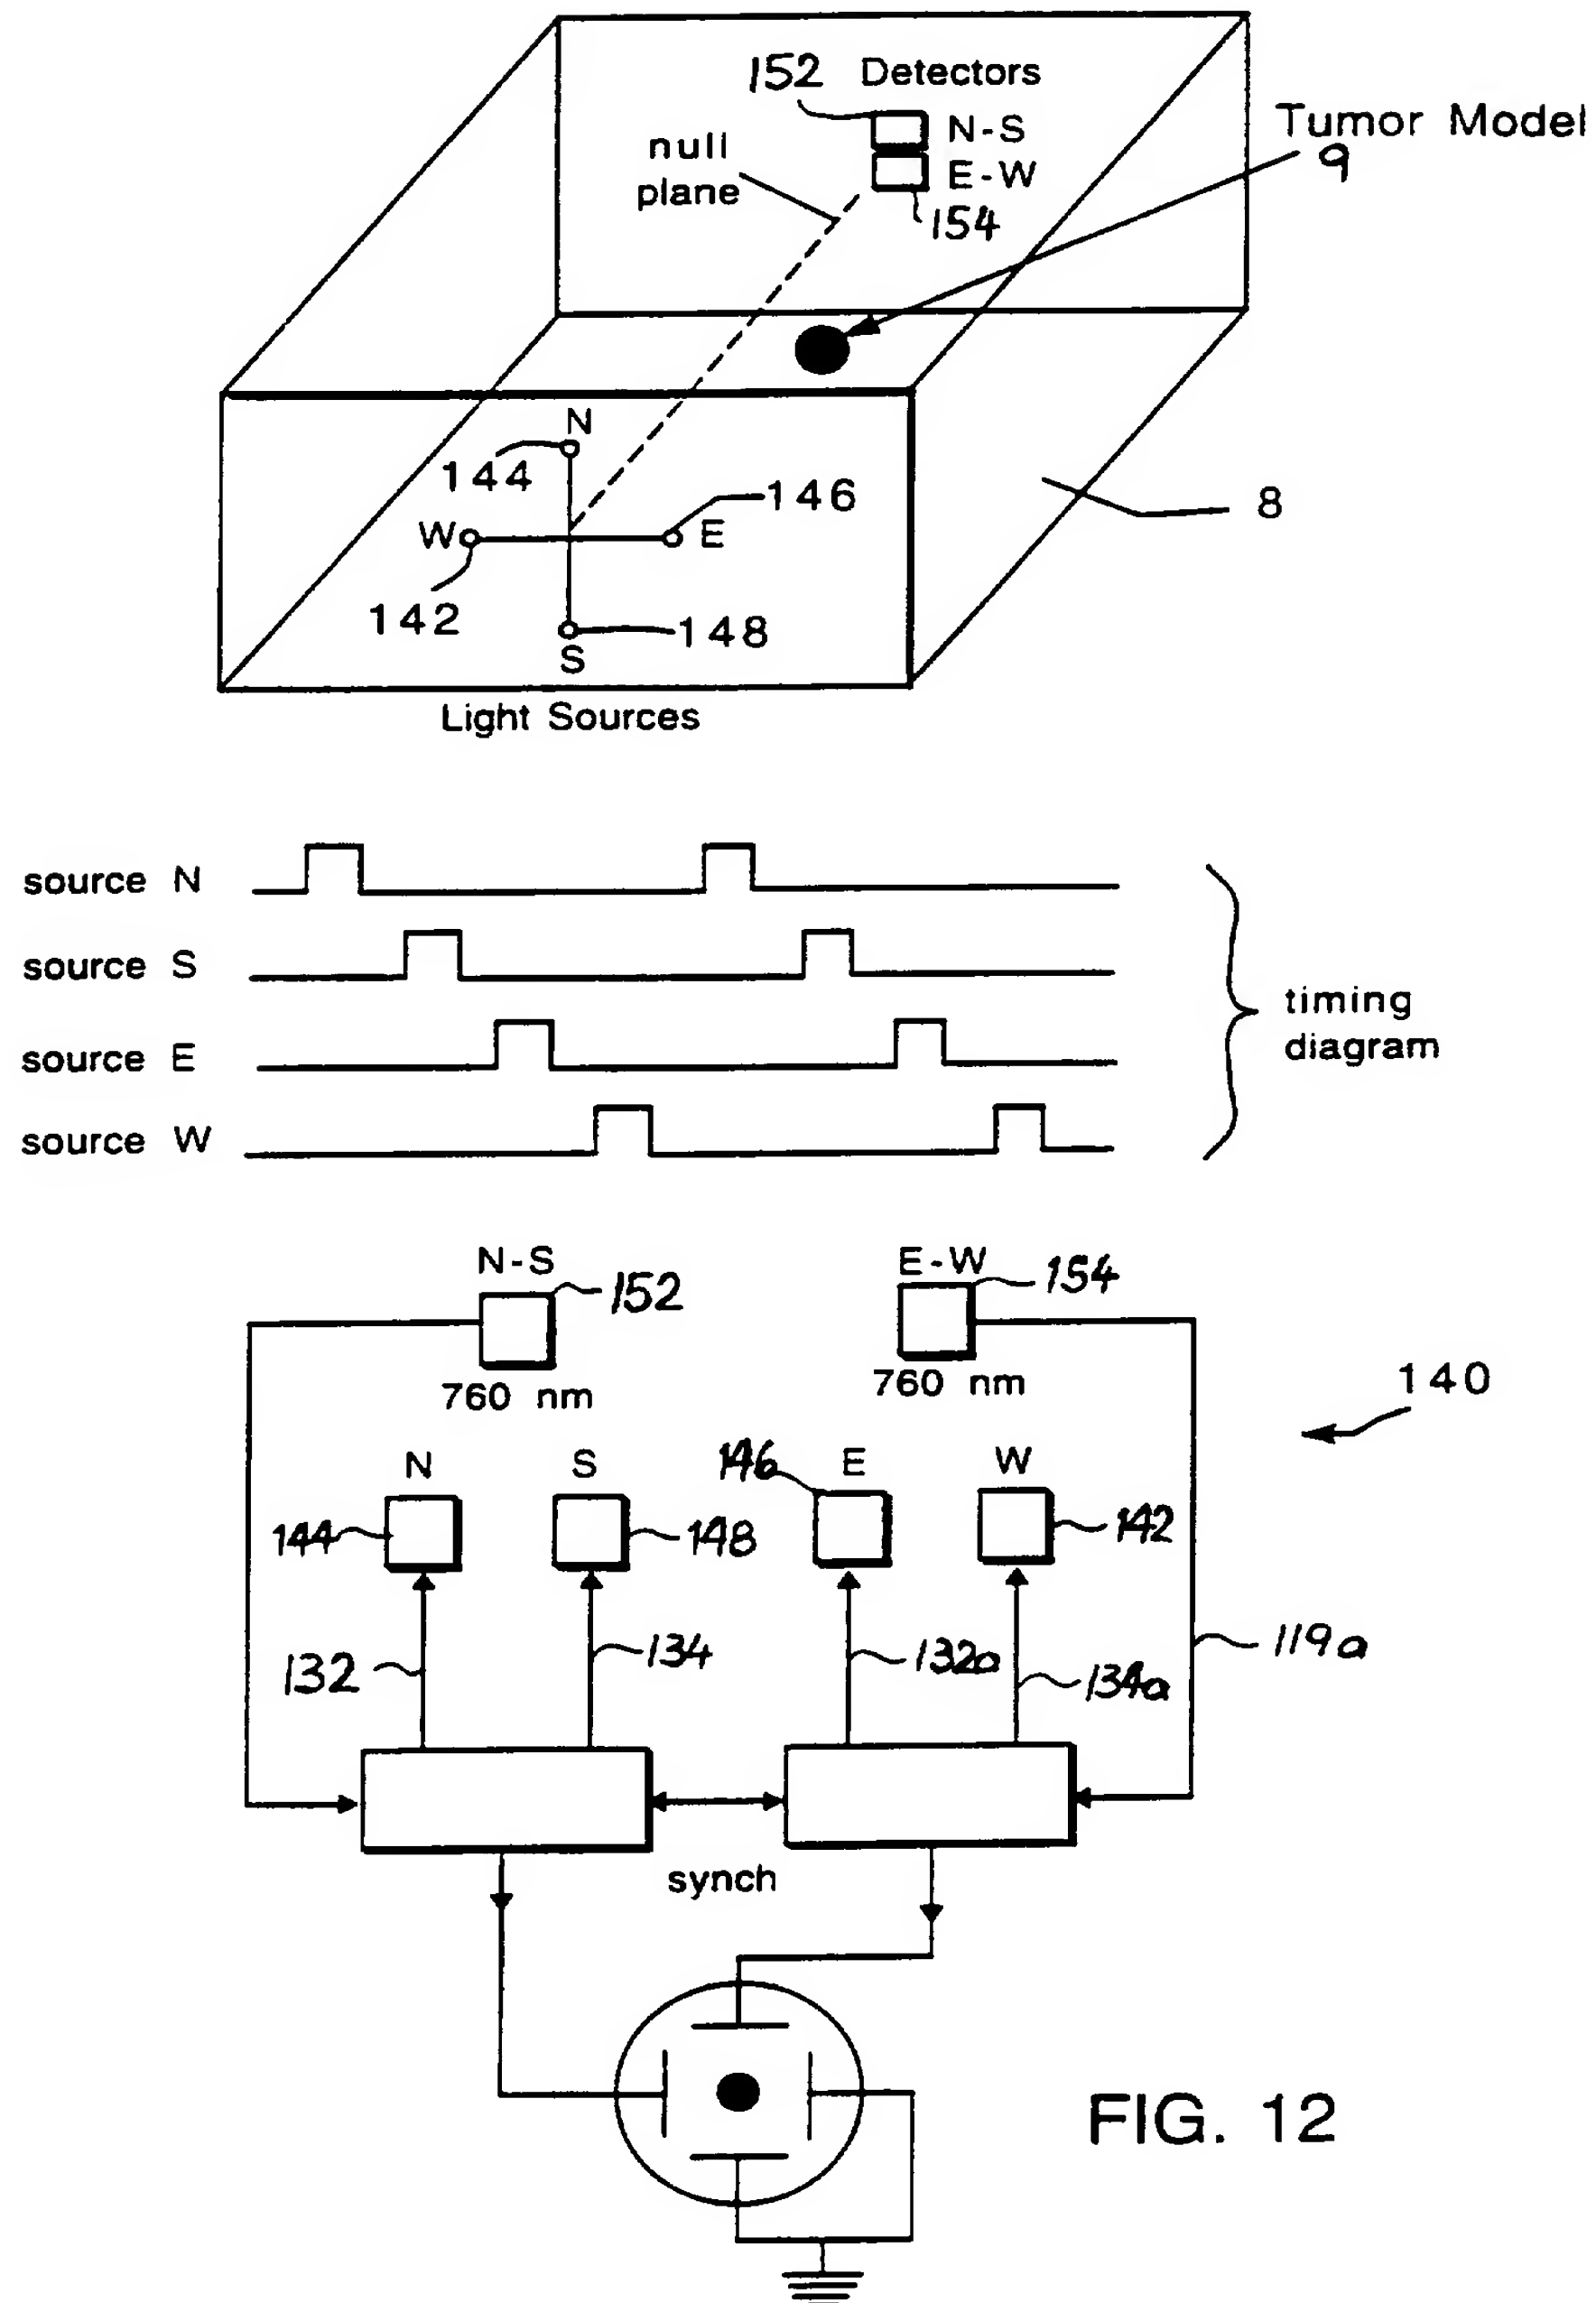 152 Detectors
N-S
E-W
154
null
plane
Tumor Model
9
N
144
146
W
E
142
148
S
8
Light Sources
source N
source S
source E
source W
timing
diagram
N-S
152
760 nm
E-W
154
760 nm
140
N
S
146
E
W
144
148
142
132
134
132a
134a
119a
synch
FIG. 12